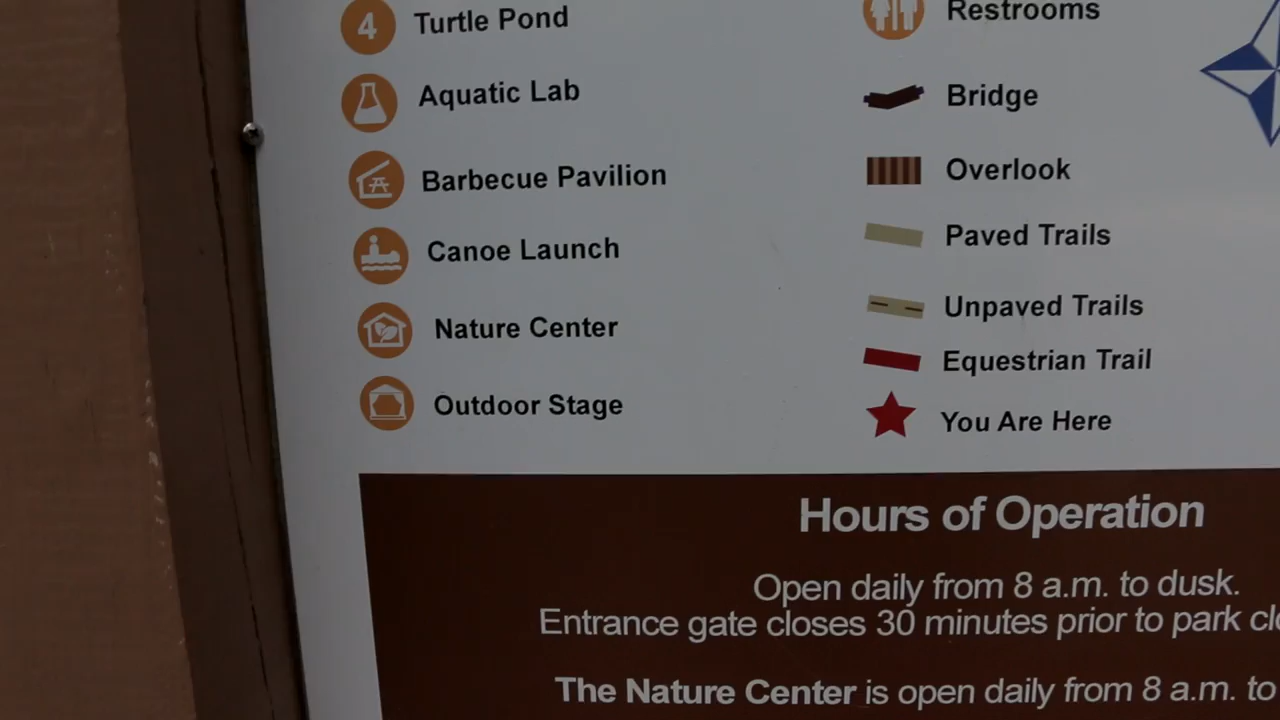 4 Turtle Pond
Aquatic Lab
Barbecue Pavilion
Canoe Launch
Nature Center
Outdoor Stage
Restrooms
Bridge
Overlook
Paved Trails
Unpaved Trails
Equestrian Trail
You Are Here
Hours of Operation
Open daily from 8 a.m. to dusk.
Entrance gate closes 30 minutes prior to park
The Nature Center is open daily from 8 a.m. to